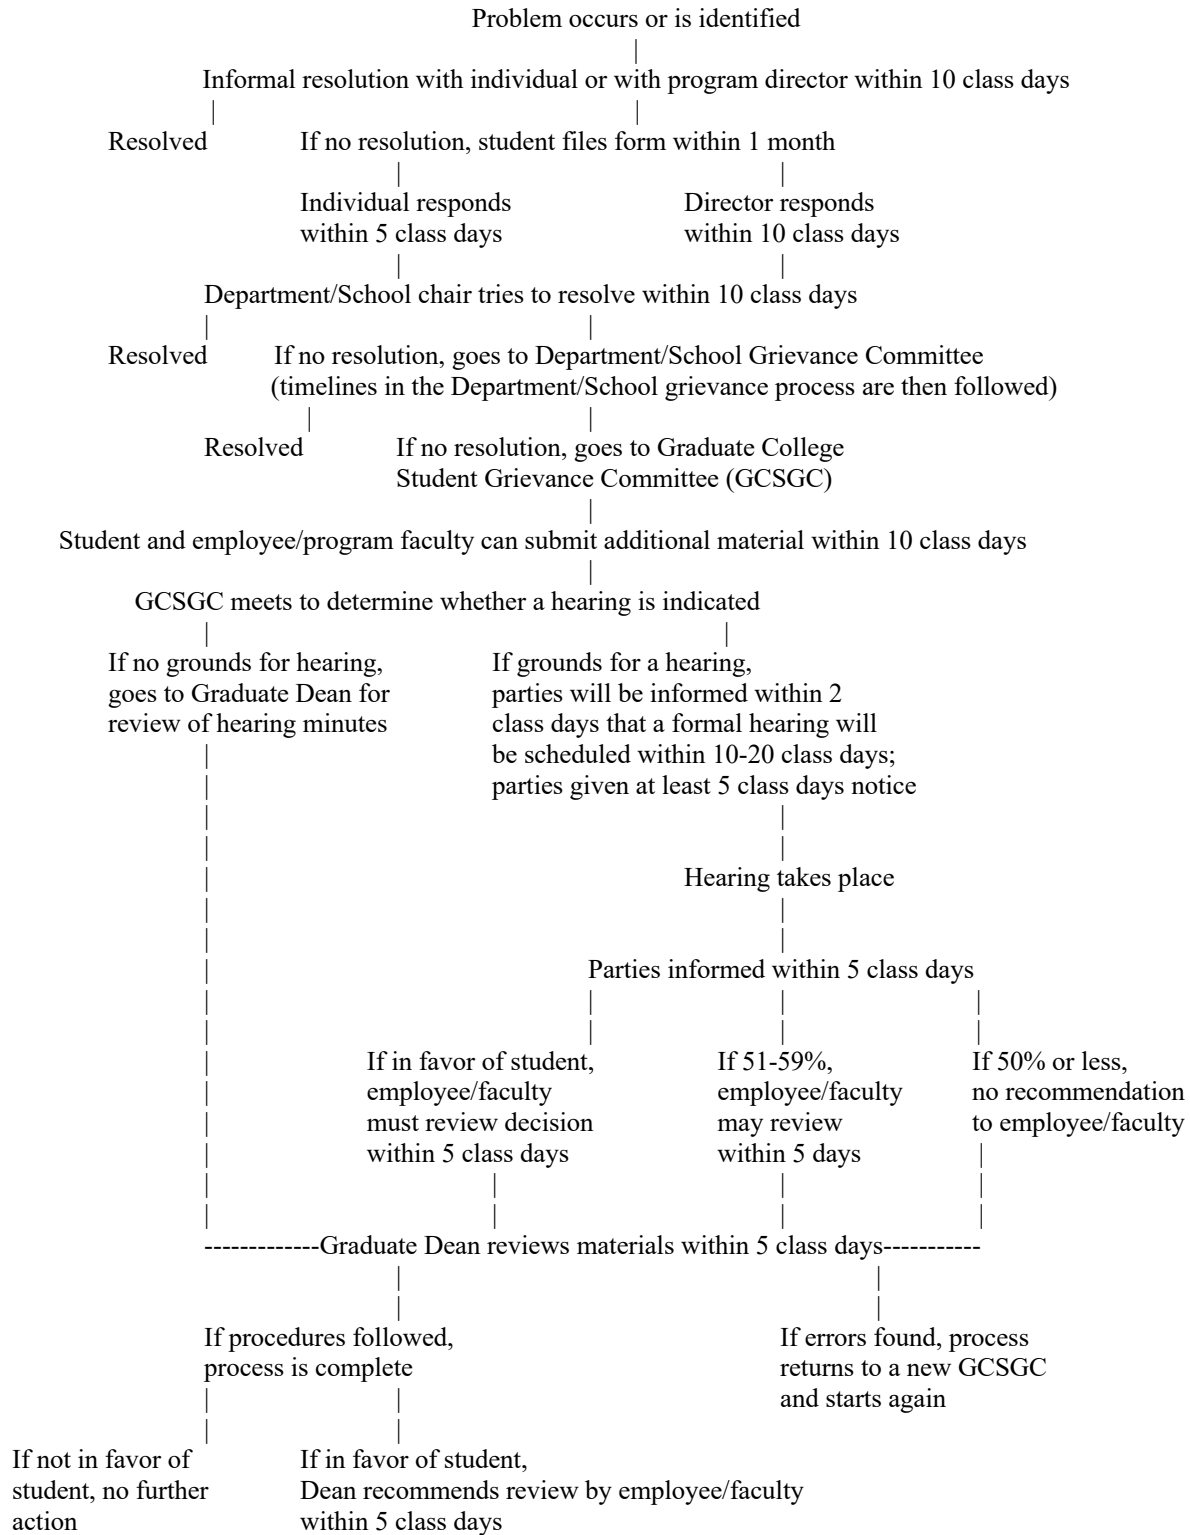 Problem occurs or is identified
Informal resolution with individual or with program director within 10 class days
Resolved
If no resolution, student files form within 1 month
Individual responds
within 5 class days
Director responds
within 10 class days
Department/School chair tries to resolve within 10 class days
Resolved
If no resolution, goes to Department/School Grievance Committee
(timelines in the Department/School grievance process are then followed)
Resolved
If no resolution, goes to Graduate College
Student Grievance Committee (GCSGC)
Student and employee/program faculty can submit additional material within 10 class days
GCSGC meets to determine whether a hearing is indicated
If no grounds for hearing,
goes to Graduate Dean for
review of hearing minutes
If grounds for a hearing,
parties will be informed within 2
class days that a formal hearing will
be scheduled within 10-20 class days;
parties given at least 5 class days notice
Hearing takes place
Parties informed within 5 class days
If in favor of student,
employee/faculty
must review decision
within 5 class days
If 51-59%,
employee/faculty
may review
within 5 days
If 50% or less,
no recommendation
to employee/faculty
-------------Graduate Dean reviews materials within 5 class days-----------
If procedures followed,
process is complete
If errors found, process
returns to a new GCSGC
and starts again
If not in favor of
student, no further
action
If in favor of student,
Dean recommends review by employee/faculty
within 5 class days